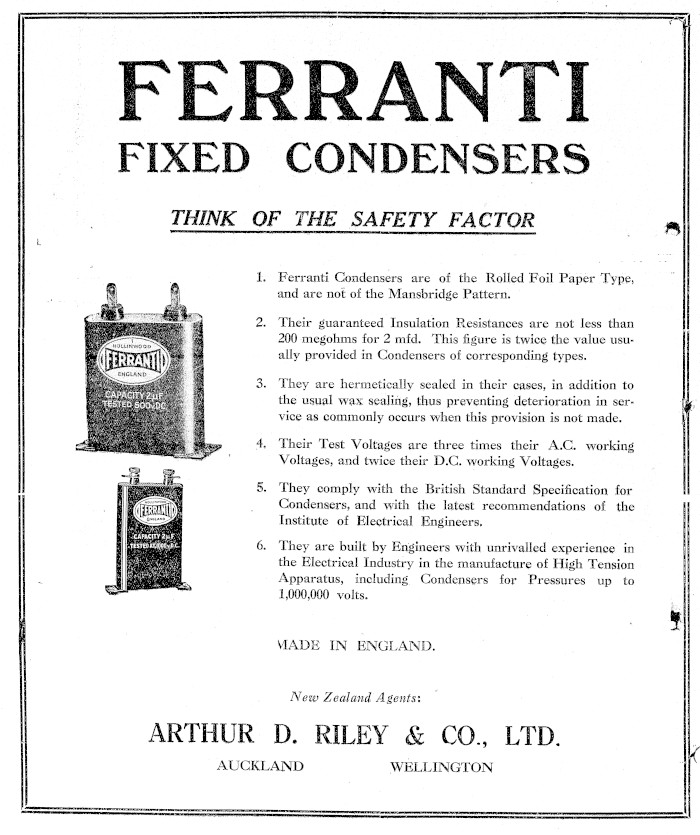 FERRANTI
FIXED CONDENSERS
THINK OF THE SAFETY FACTOR
1. Ferranti Condensers are of the Rolled Foil Paper Type,
and are not of the Mansbridge Pattern.
2. Their guaranteed Insulation Resistances are not less than
200 megohms for 2 mfd. This figure is twice the value usu-
ally provided in Condensers of corresponding types.
3. They are hermetically sealed in their cases, in addition to
the usual wax sealing, thus preventing deterioration in ser-
vice as commonly occurs when this provision is not made.
4. Their Test Voltages are three times their A.C. working
Voltages, and twice their D.C. working Voltages.
5. They comply with the British Standard Specification for
Condensers, and with the latest recommendations of the
Institute of Electrical Engineers.
6. They are built by Engineers with unrivalled experience in
the Electrical Industry in the manufacture of High Tension
Apparatus, including Condensers for Pressures up to
1,000,000 volts.
HOLLINWOOD
FERRANTI
ENGLAND
CAPACITY 2µF
TESTED 500VDC
FERRANTI
ENGLAND
CAPACITY 2µF
TESTED
MADE IN ENGLAND.
New Zealand Agents:
ARTHUR D. RILEY & CO., LTD.
AUCKLAND WELLINGTON